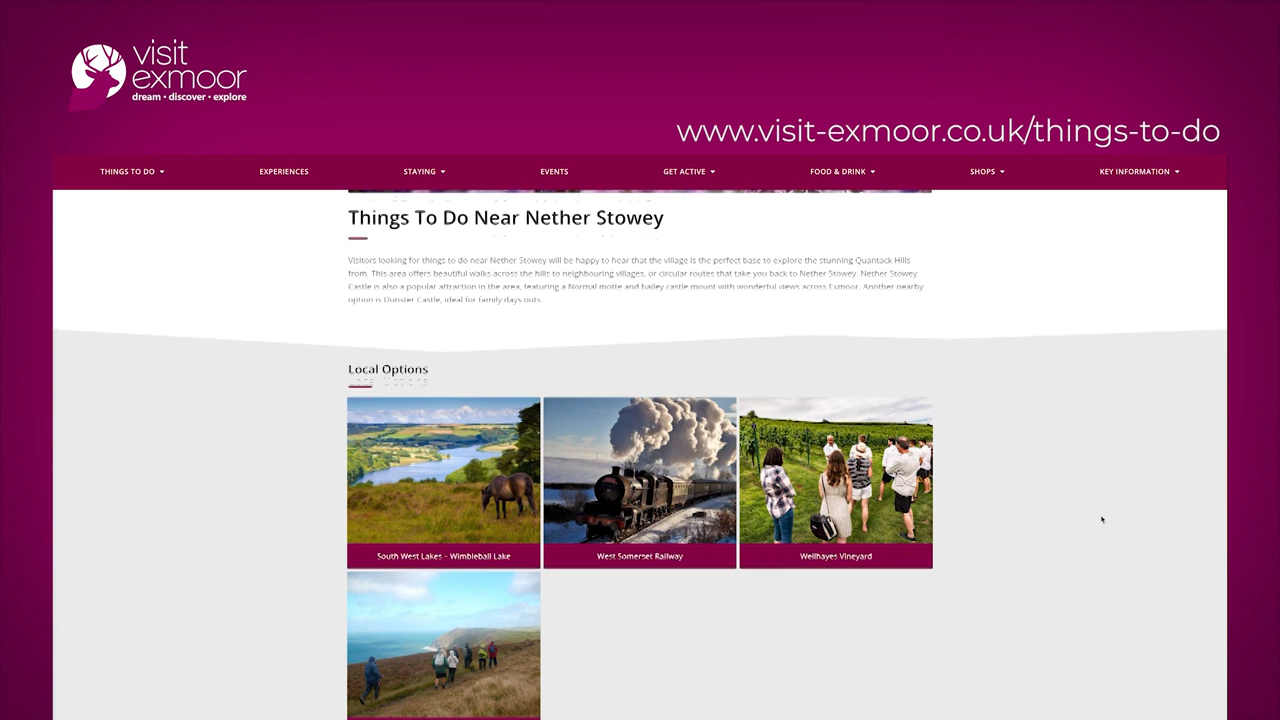 visit
exmoor
dream • discover • explore
www.visit-exmoor.co.uk/things-to-do
THINGS TO DO
EXPERIENCES
STAYING
EVENTS
GET ACTIVE
FOOD & DRINK
SHOPS
KEY INFORMATION
Things To Do Near Nether Stowey
Visitors looking for things to do near Nether Stowey will be happy to hear that the village is the perfect base to explore the stunning Quantack Hills
from. This area offers beautiful walks across the hills to neighbouring villages, or circular routes that take you back to Nether Stowey. Nether Stowey
Castle is also a popular attraction in the area, featuring a Normal motte and bailey castle mount with wonderful views across Exmoor. Another nearby
option is Dunster Castle, ideal for family days outs.
Local Options
South West Lakes – Wimbleball Lake
West Somerset Railway
Wellhayes Vineyard